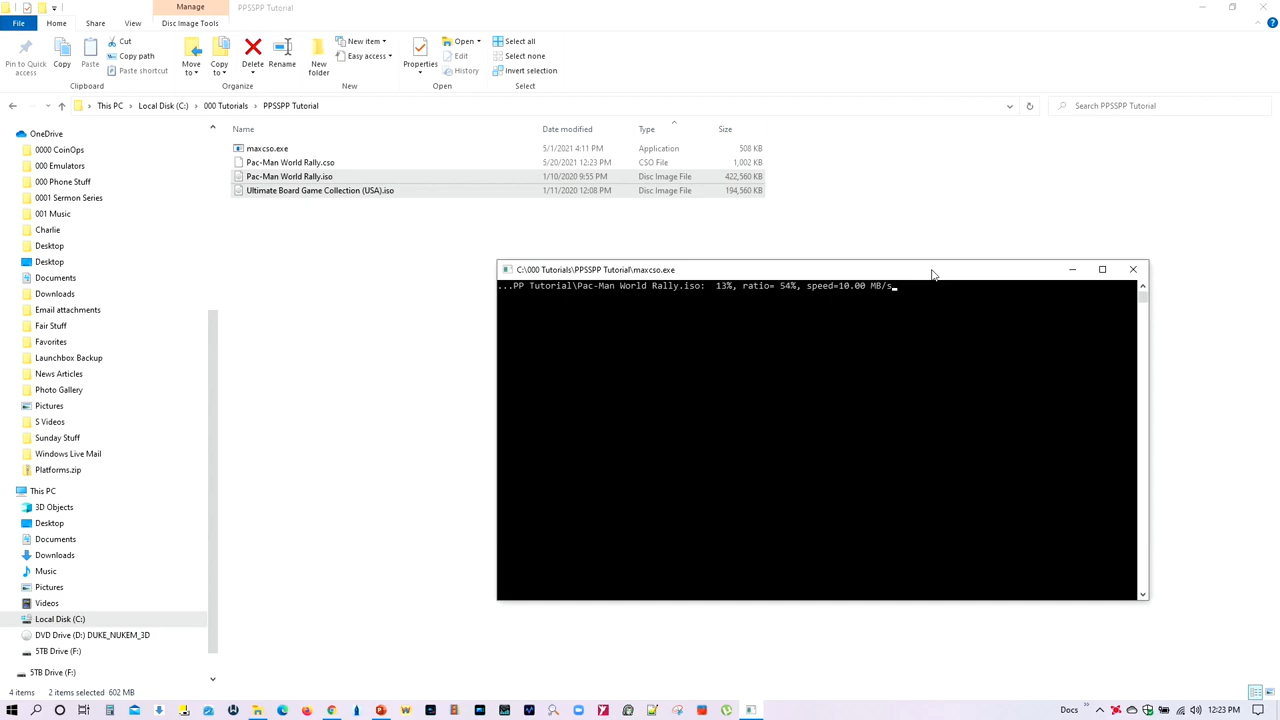 Manage
PPSSPP Tutorial
File
Home
Share
View
Disc Image Tools
Pin to Quick access
Copy
Paste
Cut
Copy path
Paste shortcut
Clipboard
Move to
Copy to
Delete
Rename
Organize
New folder
New item
Easy access
New
Properties
Open
Edit
History
Open
Select all
Select none
Invert selection
Select
This PC > Local Disk (C:) > 000 Tutorials > PPSSPP Tutorial
Search PPSSPP Tutorial
Name Date modified Type Size
maxcso.exe 5/1/2021 4:11 PM Application 508 KB
Pac-Man World Rally.cso 5/20/2021 12:23 PM CSO File 1,002 KB
Pac-Man World Rally.iso 1/10/2020 9:55 PM Disc Image File 422,560 KB
Ultimate Board Game Collection (USA).iso 1/11/2020 12:08 PM Disc Image File 194,560 KB
OneDrive
0000 CoinOps
000 Emulators
000 Phone Stuff
0001 Sermon Series
001 Music
Charlie
Desktop
Desktop
Documents
Downloads
Email attachments
Fair Stuff
Favorites
Launchbox Backup
News Articles
Photo Gallery
Pictures
S Videos
Sunday Stuff
Windows Live Mail
Platforms.zip
This PC
3D Objects
Desktop
Documents
Downloads
Music
Pictures
Videos
Local Disk (C:)
DVD Drive (D:) DUKE_NUKEM_3D
5TB Drive (F:)
5TB Drive (F:)
C:\000 Tutorials\PPSSPP Tutorial\maxcso.exe
...PP Tutorial\Pac-Man World Rally.iso:  13%, ratio= 54%, speed=10.00 MB/s_
4 items 2 items selected 602 MB
Docs
12:23 PM